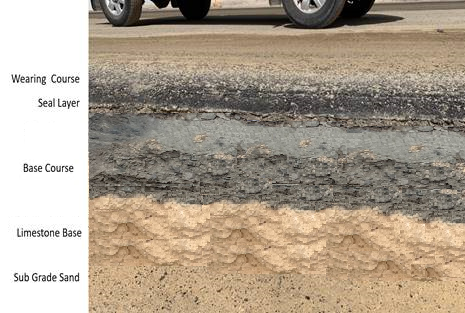 Wearing Course
Seal Layer
Base Course
Limestone Base
Sub Grade Sand